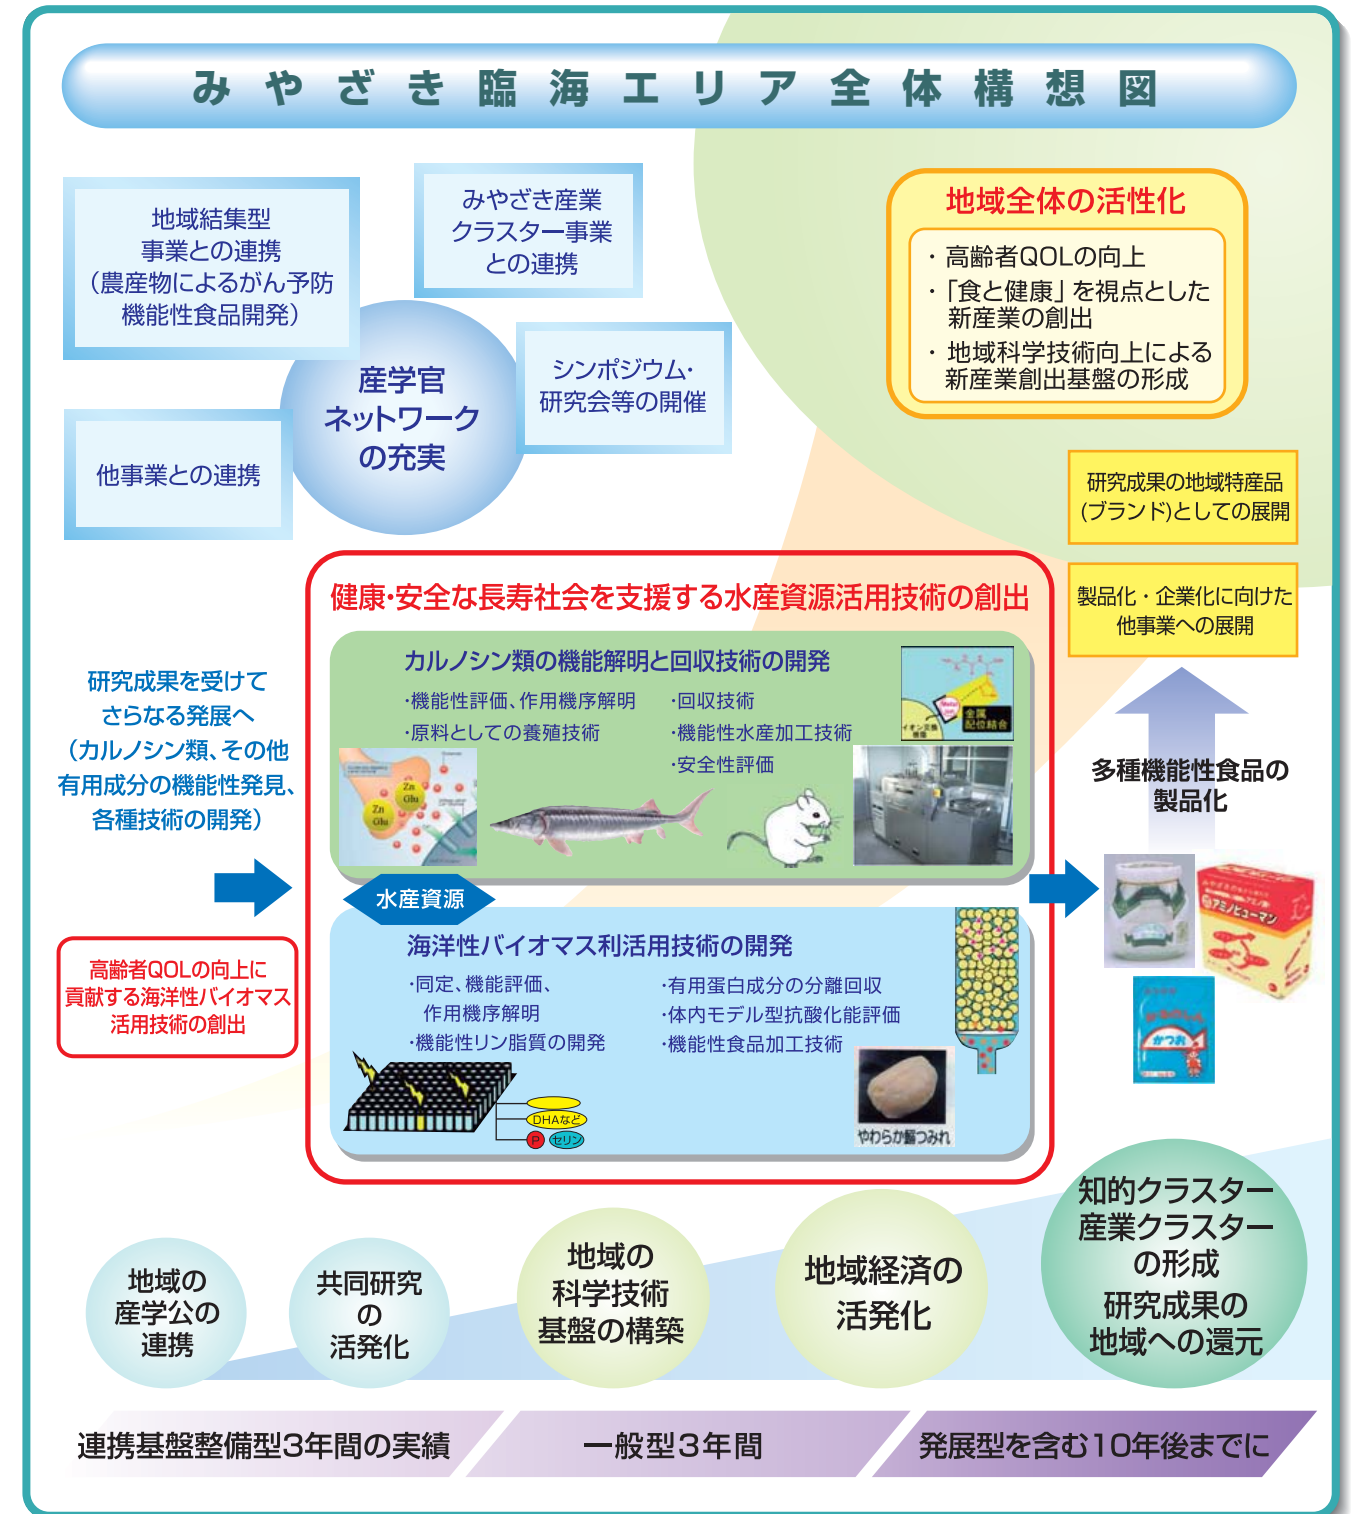 みやざき臨海エリア全体構想図
地域結集型
事業との連携
（農産物によるがん予防
機能性食品開発）
みやざき産業
クラスター事業
との連携
産学官
ネットワーク
の充実
シンポジウム・
研究会等の開催
他事業との連携
地域全体の活性化
・高齢者QOLの向上
・「食と健康」を視点とした
新産業の創出
・地域科学技術向上による
新産業創出基盤の形成
研究成果の地域特産品
(ブランド)としての展開
製品化・企業化に向けた
他事業への展開
多種機能性食品の
製品化
研究成果を受けて
さらなる発展へ
（カルノシン類、その他
有用成分の機能性発見、
各種技術の開発）
高齢者QOLの向上に
貢献する海洋性バイオマス
活用技術の創出
健康・安全な長寿社会を支援する水産資源活用技術の創出
カルノシン類の機能解明と回収技術の開発
・機能性評価、作用機序解明
・原料としての養殖技術
・回収技術
・機能性水産加工技術
・安全性評価
金属
配位結合
Zn
Glu
Zn
Glu
水産資源
海洋性バイオマス利活用技術の開発
・同定、機能評価、
作用機序解明
・機能性リン脂質の開発
・有用蛋白成分の分離回収
・体内モデル型抗酸化能評価
・機能性食品加工技術
DHAなど
P
セリン
アミノヒューマン
かつお
地域の
産学公の
連携
共同研究
の
活発化
地域の
科学技術
基盤の構築
地域経済の
活発化
知的クラスター
産業クラスター
の形成
研究成果の
地域への還元
連携基盤整備型3年間の実績
一般型3年間
発展型を含む10年後までに